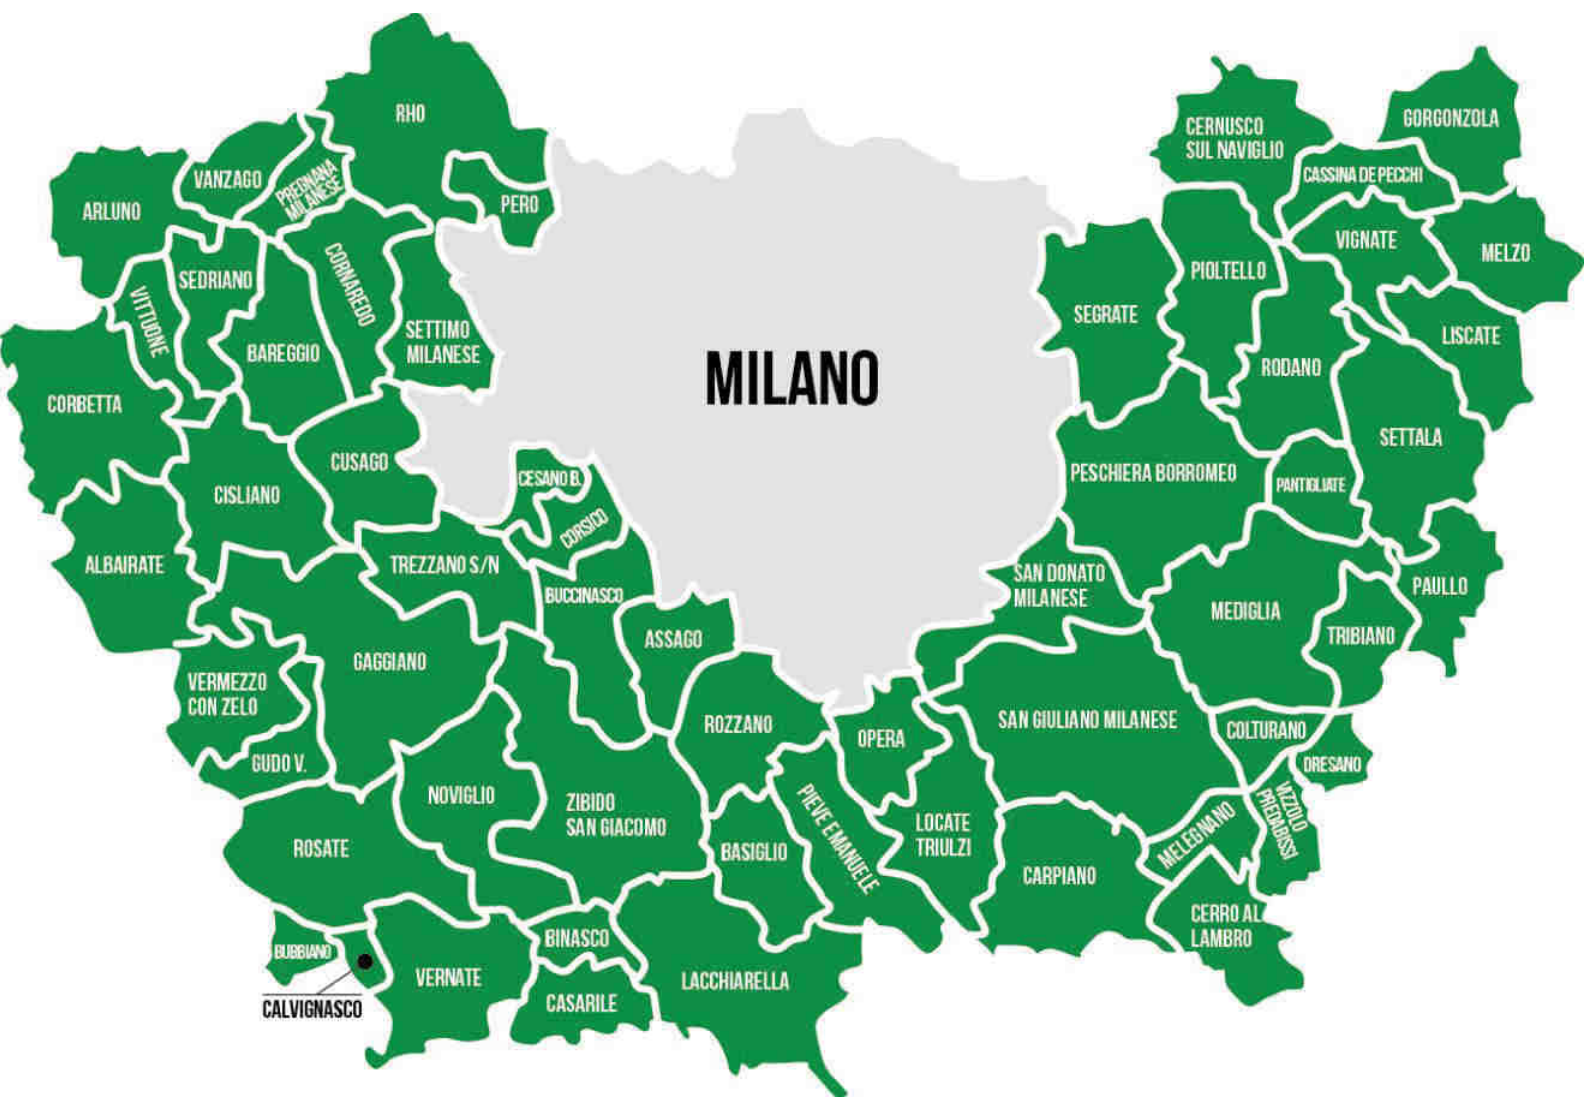 RHO
GORGONZOLA
CERNUSCO
SUL NAVIGLIO
VANZAGO
PREGNANA
MILANESE
CASSINA DE PECCHI
ARLUNO
PERO
VIGNATE
MELZO
SEDRIANO
CORNAREDO
PIOLTELLO
VITTUONE
SEGRATE
SETTIMO
MILANESE
LISCATE
BAREGGIO
RODANO
MILANO
CORBETTA
SETTALA
CUSAGO
PESCHIERA BORROMEO
CESANO B.
PANTIGLIATE
CISLIANO
CORSICO
ALBAIRATE
TREZZANO S/N
SAN DONATO
MILANESE
PAULLO
BUCCINASCO
MEDIGLIA
ASSAGO
TRIBIANO
GAGGIANO
VERMEZZO
CON ZELO
ROZZANO
SAN GIULIANO MILANESE
OPERA
COLTURANO
GUDO V.
DRESANO
NOVIGLIO
ZIBIDO
SAN GIACOMO
PIEVE EMANUELE
LOCATE
TRIULZI
VIZZOLO
PREDABISSI
MELEGNANO
ROSATE
BASIGLIO
CARPIANO
CERRO AL
LAMBRO
BINASCO
BUBBIANO
VERNATE
LACCHIARELLA
CASARILE
CALVIGNASCO